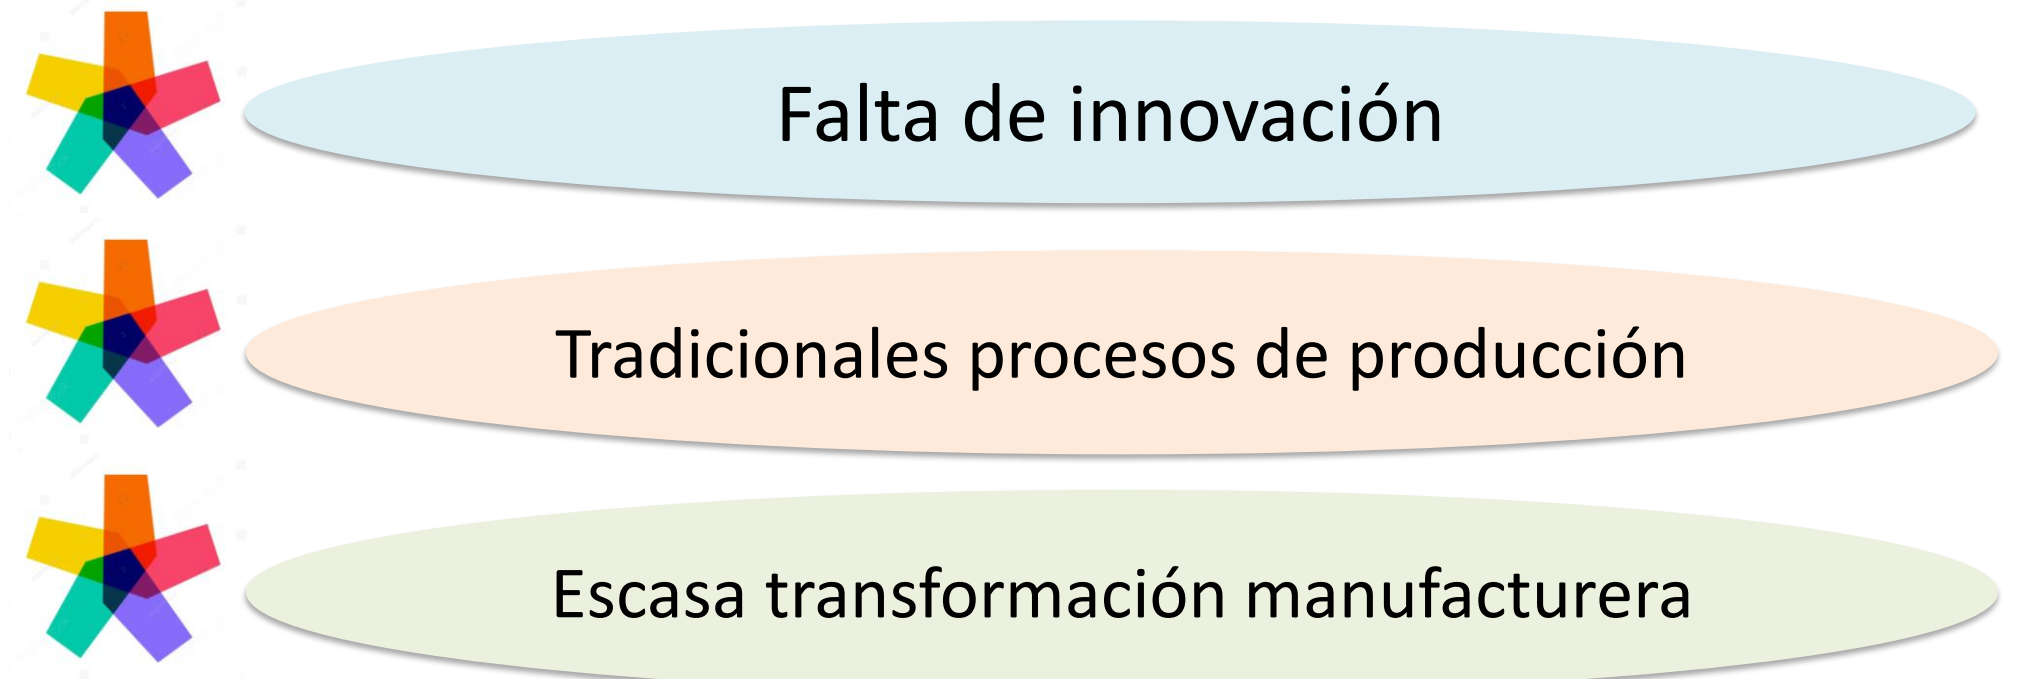 Falta de innovación
Tradicionales procesos de producción
Escasa transformación manufacturera